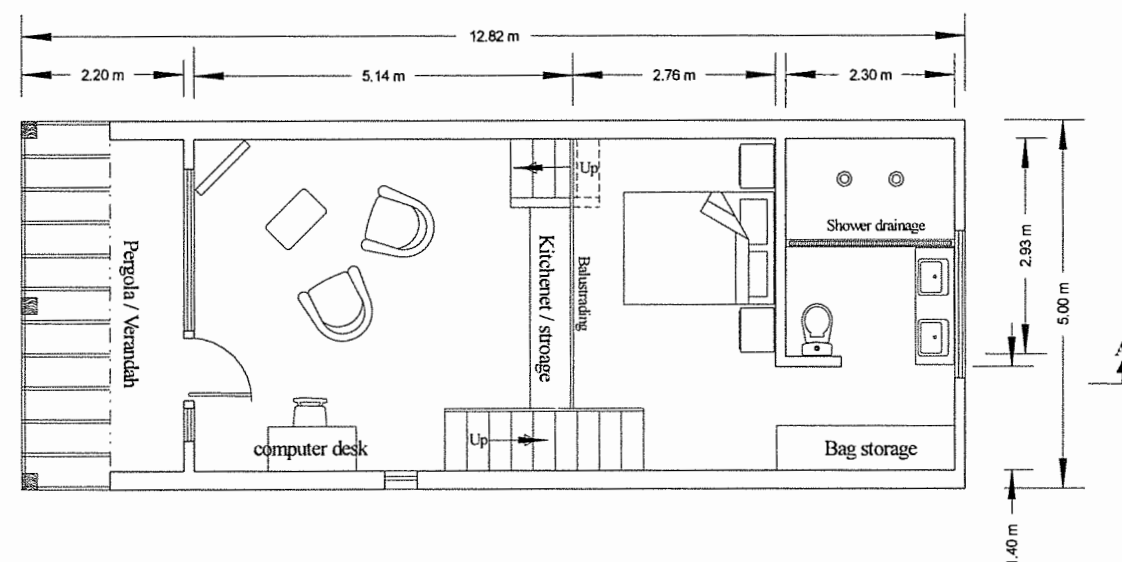 12.82 m
2.20 m
5.14 m
2.76 m
2.30 m
Up
Shower drainage
Pergola / Verandah
Kitchenet / stroage
Balustrading
2.93 m
5.00 m
A
Up
computer desk
Bag storage
1.40 m